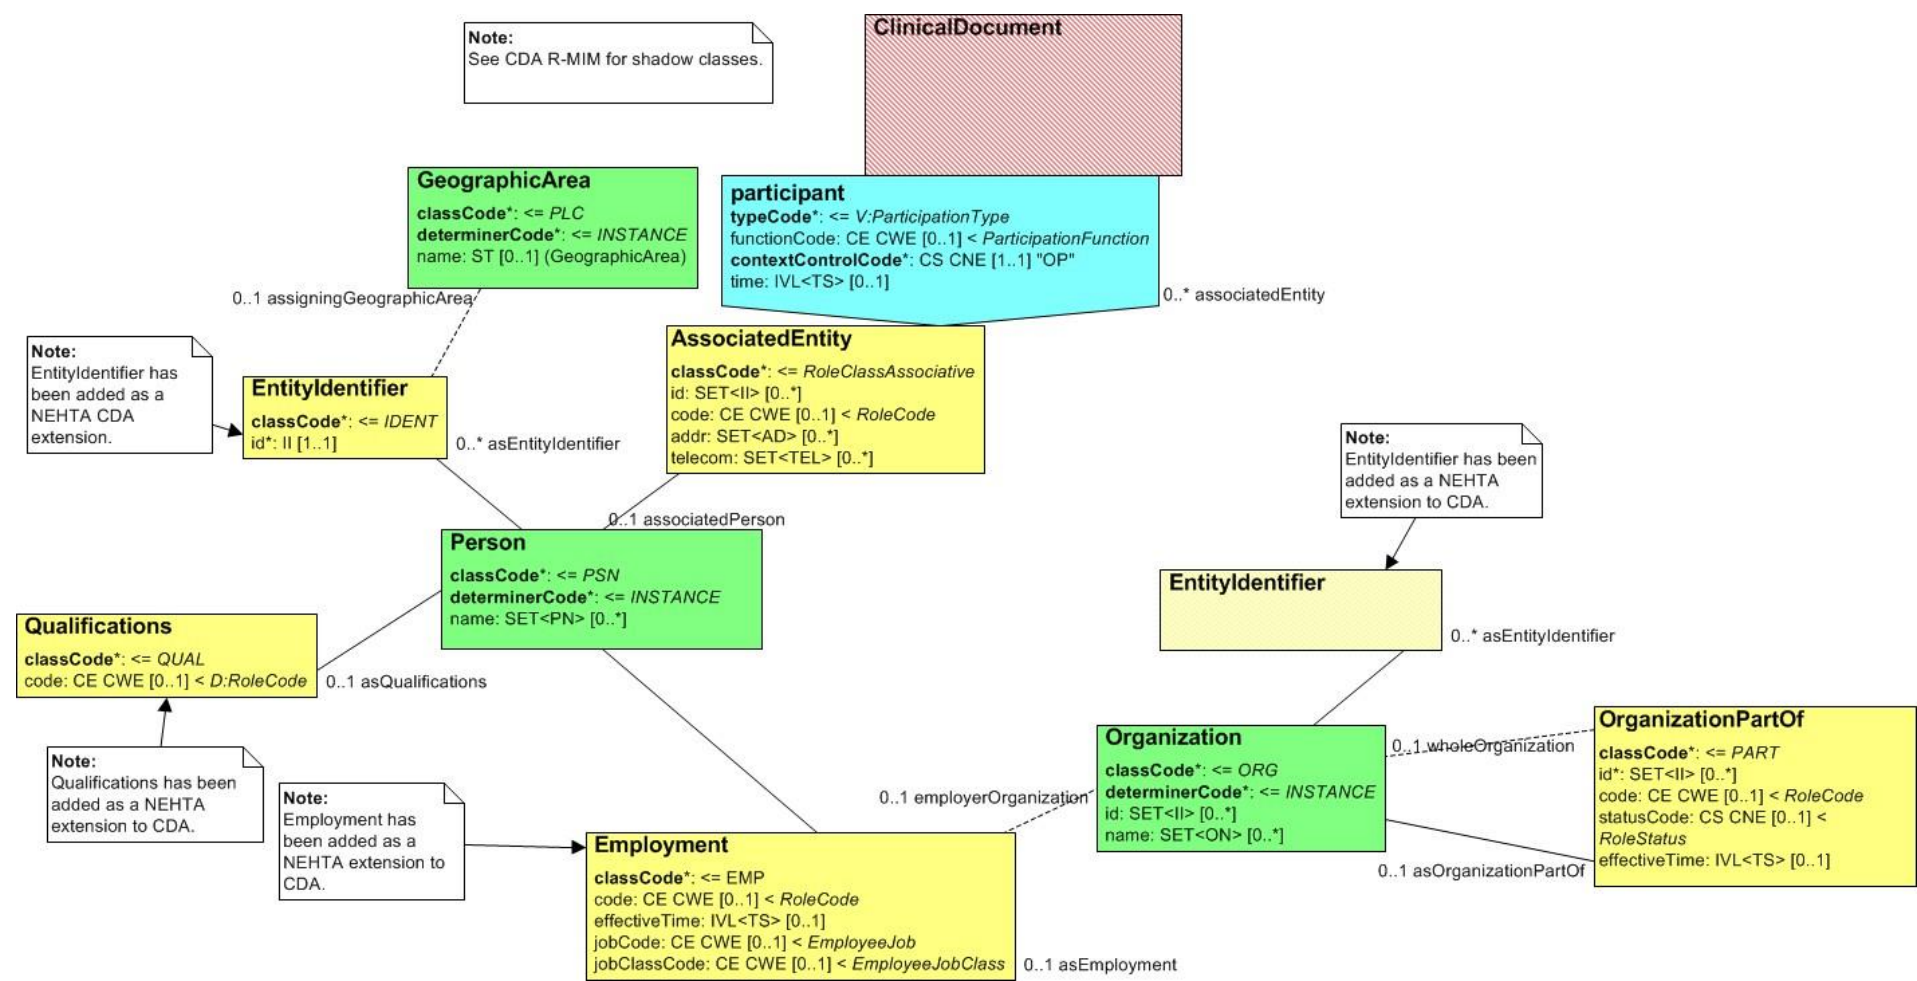 Note:
See CDA R-MIM for shadow classes.
ClinicalDocument
GeographicArea
classCode*: <= PLC
determinerCode*: <= INSTANCE
name: ST [0..1] (GeographicArea)
participant
typeCode*: <= V:ParticipationType
functionCode: CE CWE [0..1] < ParticipationFunction
contextControlCode*: CS CNE [1..1] "OP"
time: IVL<TS> [0..1]
0..1 assigningGeographicArea
0..* associatedEntity
Note:
EntityIdentifier has
been added as a
NEHTA CDA
extension.
EntityIdentifier
classCode*: <= IDENT
id*: II [1..1]
0..* asEntityIdentifier
AssociatedEntity
classCode*: <= RoleClassAssociative
id: SET<II> [0..*]
code: CE CWE [0..1] < RoleCode
addr: SET<AD> [0..*]
telecom: SET<TEL> [0..*]
0..1 associatedPerson
Note:
EntityIdentifier has been
added as a NEHTA
extension to CDA.
Person
classCode*: <= PSN
determinerCode*: <= INSTANCE
name: SET<PN> [0..*]
EntityIdentifier
0..* asEntityIdentifier
Qualifications
classCode*: <= QUAL
code: CE CWE [0..1] < D:RoleCode
0..1 asQualifications
Note:
Qualifications has been
added as a NEHTA
extension to CDA.
Note:
Employment has
been added as a
NEHTA extension to
CDA.
0..1 employerOrganization
Organization
classCode*: <= ORG
determinerCode*: <= INSTANCE
id: SET<II> [0..*]
name: SET<ON> [0..*]
0..1 wholeOrganization
0..1 asOrganizationPartOf
OrganizationPartOf
classCode*: <= PART
id*: SET<II> [0..*]
code: CE CWE [0..1] < RoleCode
statusCode: CS CNE [0..1] <
RoleStatus
effectiveTime: IVL<TS> [0..1]
Employment
classCode*: <= EMP
code: CE CWE [0..1] < RoleCode
effectiveTime: IVL<TS> [0..1]
jobCode: CE CWE [0..1] < EmployeeJob
jobClassCode: CE CWE [0..1] < EmployeeJobClass
0..1 asEmployment